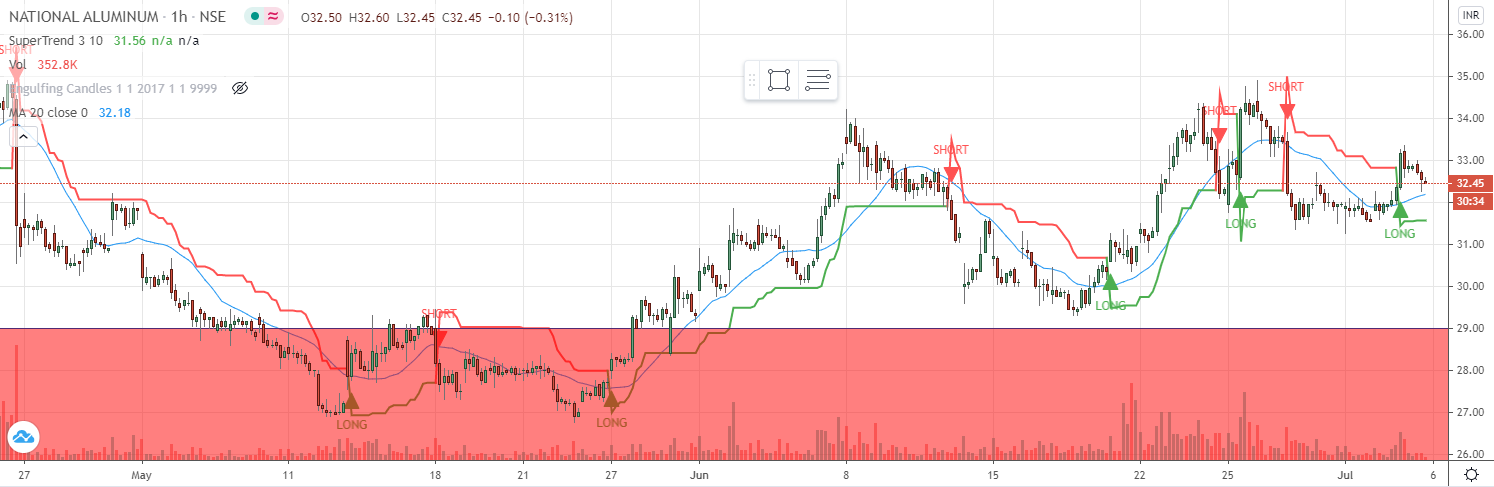 NATIONAL ALUMINUM · 1h · NSE O32.50 H32.60 L32.45 C32.45 −0.10 (−0.31%)
INR
SuperTrend 3 10 31.56 n/a n/a
SHORT
Vol 352.8K
Engulfing Candles 1 1 2017 1 1 9999
MA 20 close 0 32.18
36.00
35.00
34.00
33.00
32.45
30:34
31.00
30.00
29.00
28.00
27.00
26.00
SHORT
LONG
LONG
SHORT
LONG
SHORT
LONG
SHORT
LONG
27 May 11 18 21 27 Jun 8 15 22 25 Jul 6